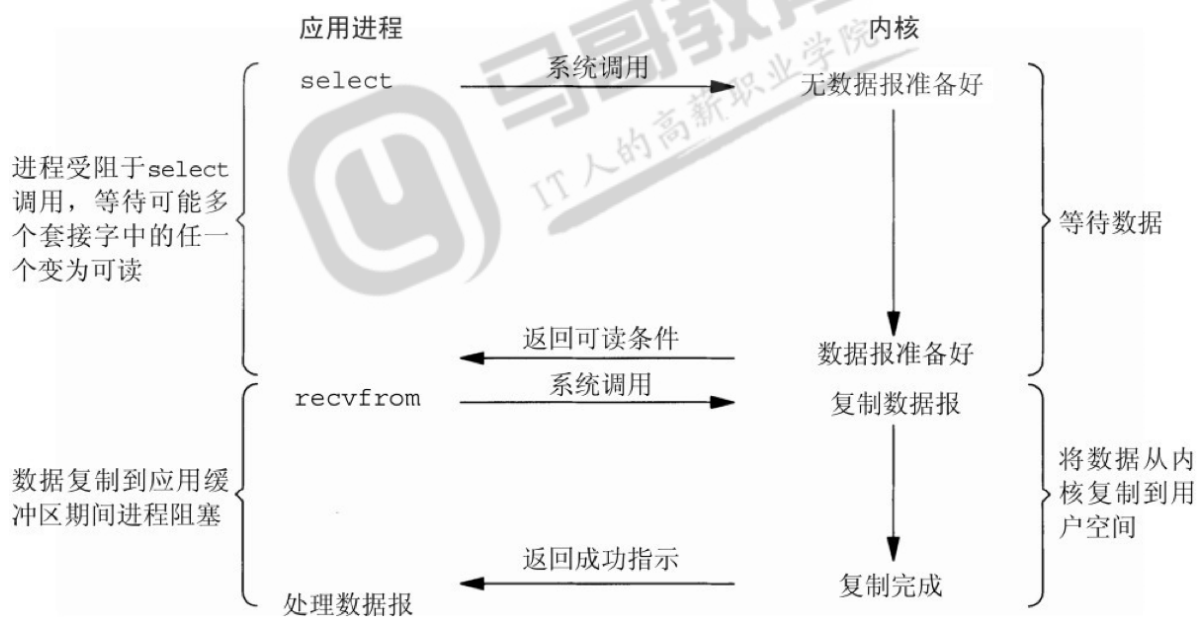 应用进程
内核
select
系统调用
无数据报准备好
进程受阻于select
调用，等待可能多
个套接字中的任一
个变为可读
等待数据
返回可读条件
数据报准备好
recvfrom
系统调用
复制数据报
数据复制到应用缓
冲区期间进程阻塞
将数据从内
核复制到用
户空间
返回成功指示
复制完成
处理数据报
马哥教育
IT人的高薪职业学院